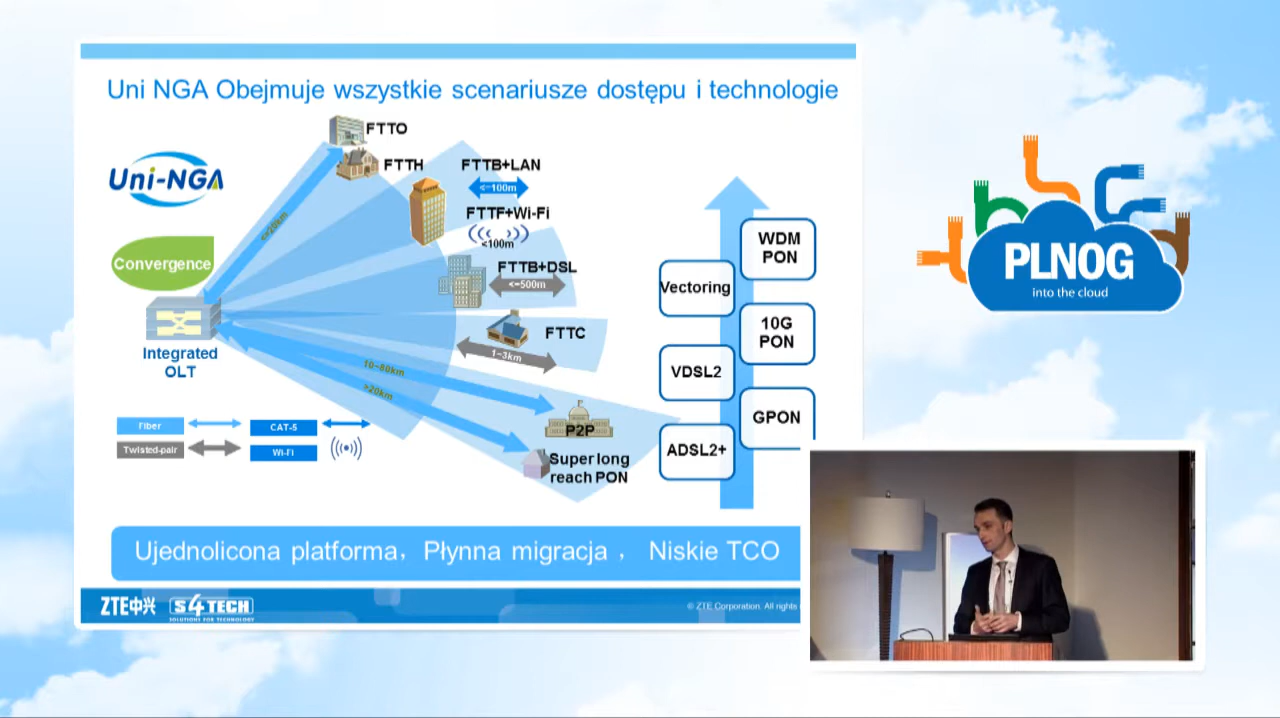 Uni NGA Obejmuje wszystkie scenariusze dostępu i technologie
FTTO
FTTH
FTTB+LAN
<~100m
Uni-NGA
<=20km
FTTF+Wi-Fi
<100m
Convergence
FTTB+DSL
<~500m
Integrated
OLT
FTTC
1~3km
10~80km
>20km
P2P
Super long
reach PON
Fiber
CAT-5
Twisted-pair
Wi-Fi
WDM
PON
Vectoring
10G
PON
VDSL2
GPON
ADSL2+
Ujednolicona platforma, Płynna migracja , Niskie TCO
ZTE中兴
S4TECH
SOLUTIONS FOR TECHNOLOGY
© ZTE Corporation. All rights
PLNOG
into the cloud